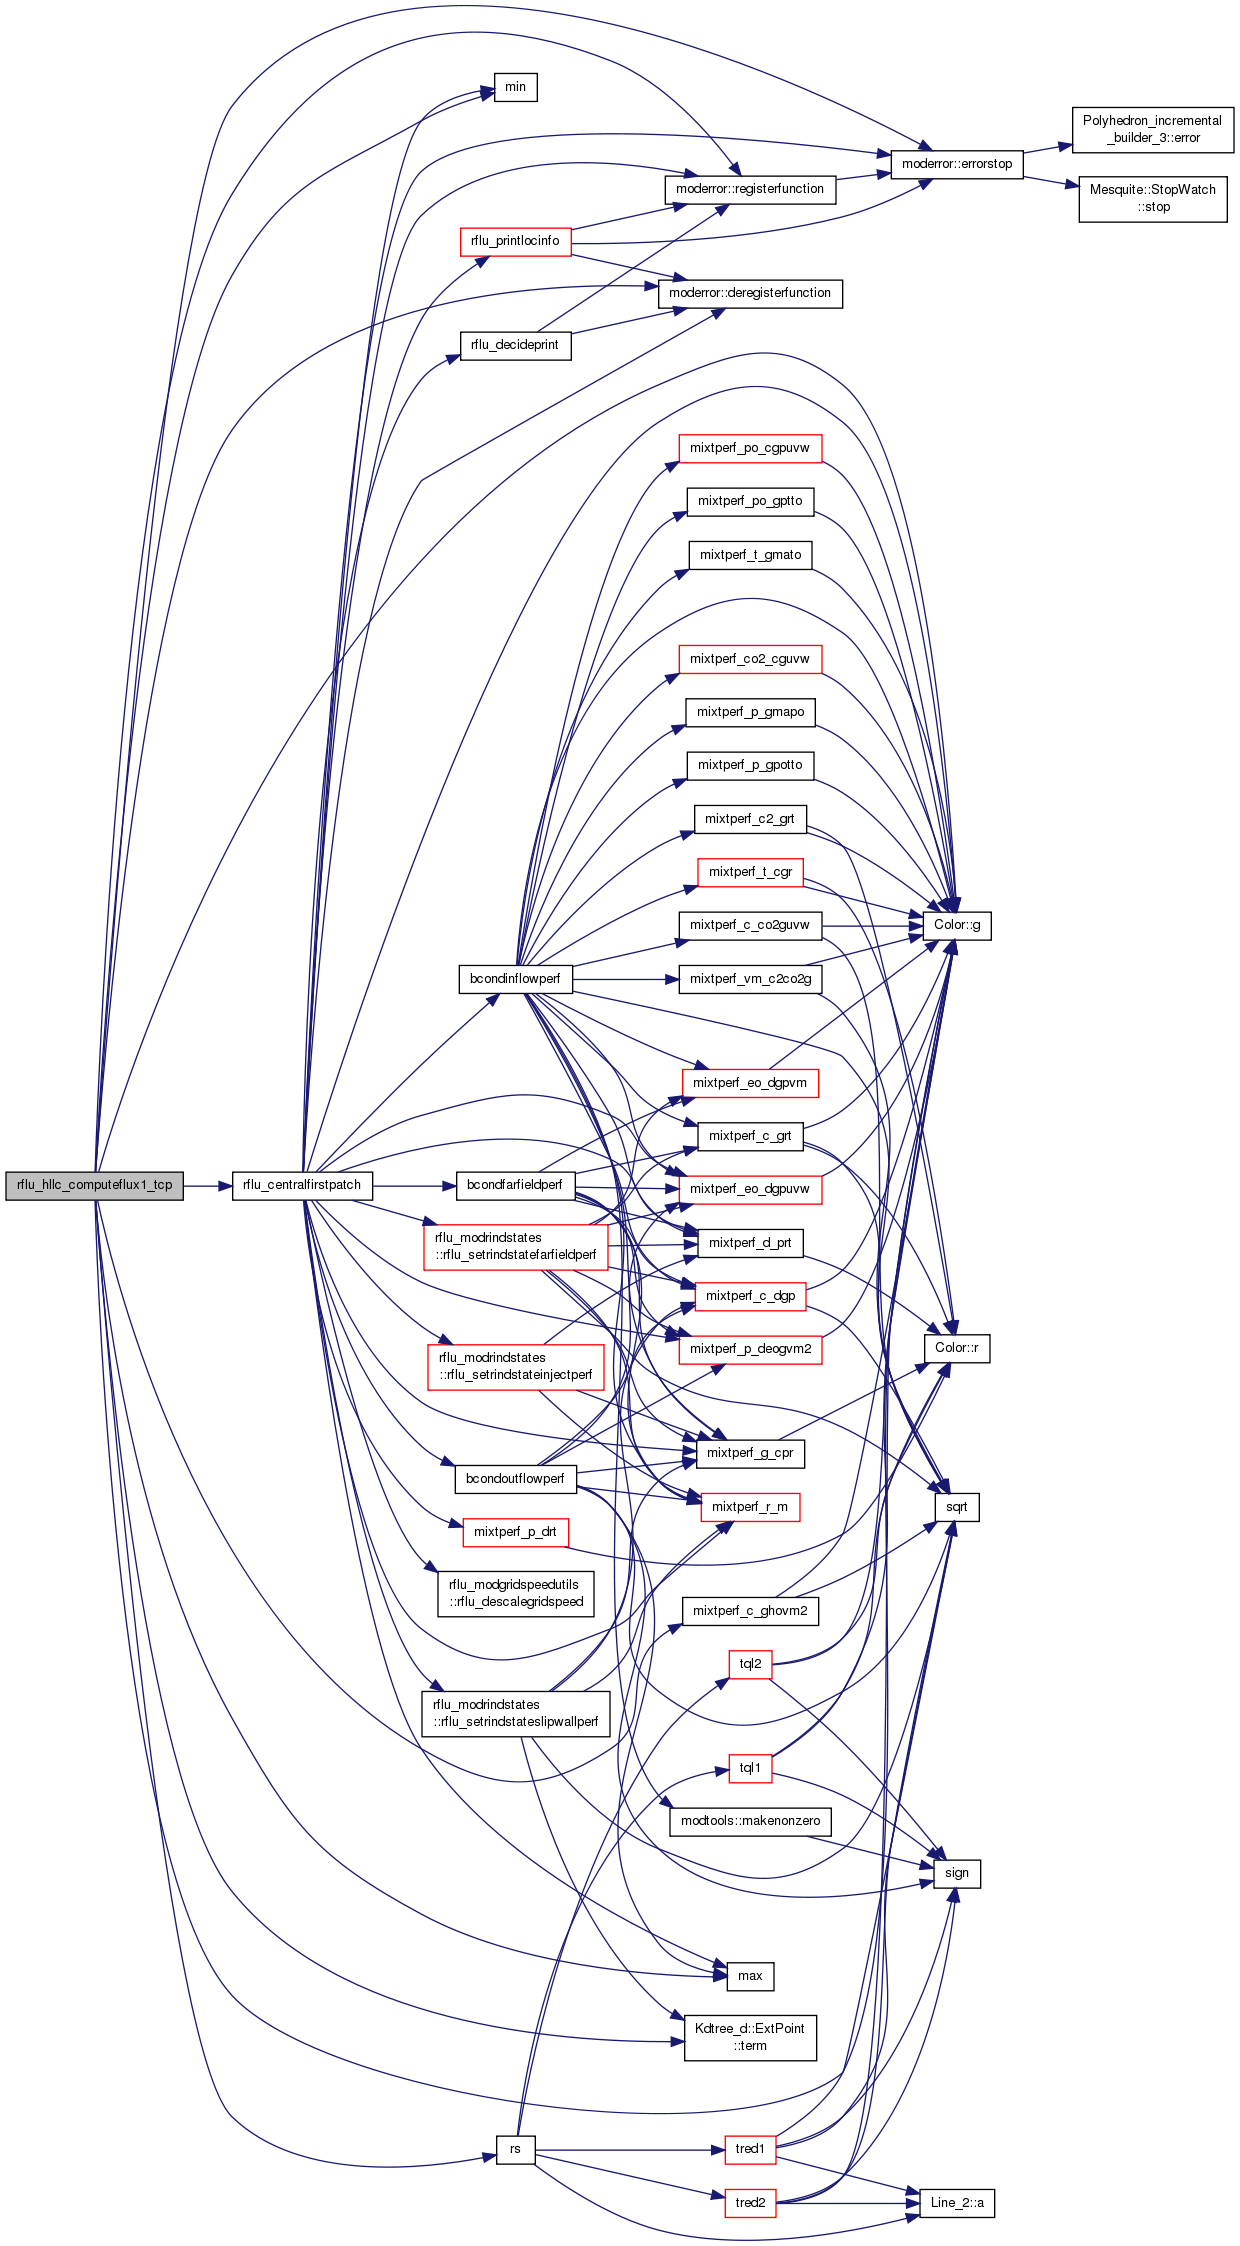 min
Polyhedron_incremental
_builder_3::error
moderror::errorstop
moderror::registerfunction
Mesquite::StopWatch
::stop
rflu_printlocinfo
moderror::deregisterfunction
rflu_decideprint
mixtperf_po_cgpuvw
mixtperf_po_gptto
mixtperf_t_gmato
mixtperf_co2_cguvw
mixtperf_p_gmapo
mixtperf_p_gpotto
mixtperf_c2_grt
mixtperf_t_cgr
mixtperf_c_co2guvw
Color::g
bcondinflowperf
mixtperf_vm_c2co2g
mixtperf_eo_dgpvm
mixtperf_c_grt
rflu_hllc_computeflux1_tcp
rflu_centralfirstpatch
bcondfarfieldperf
mixtperf_eo_dgpuvw
rflu_modrindstates
::rflu_setrindstatefarfieldperf
mixtperf_d_prt
mixtperf_c_dgp
mixtperf_p_deogvm2
Color::r
rflu_modrindstates
::rflu_setrindstateinjectperf
mixtperf_g_cpr
bcondoutflowperf
mixtperf_r_m
sqrt
mixtperf_p_drt
rflu_modgridspeedutils
::rflu_descalegridspeed
mixtperf_c_ghovm2
tql2
rflu_modrindstates
::rflu_setrindstateslipwallperf
tql1
modtools::makenonzero
sign
max
Kdtree_d::ExtPoint
::term
rs
tred1
tred2
Line_2::a